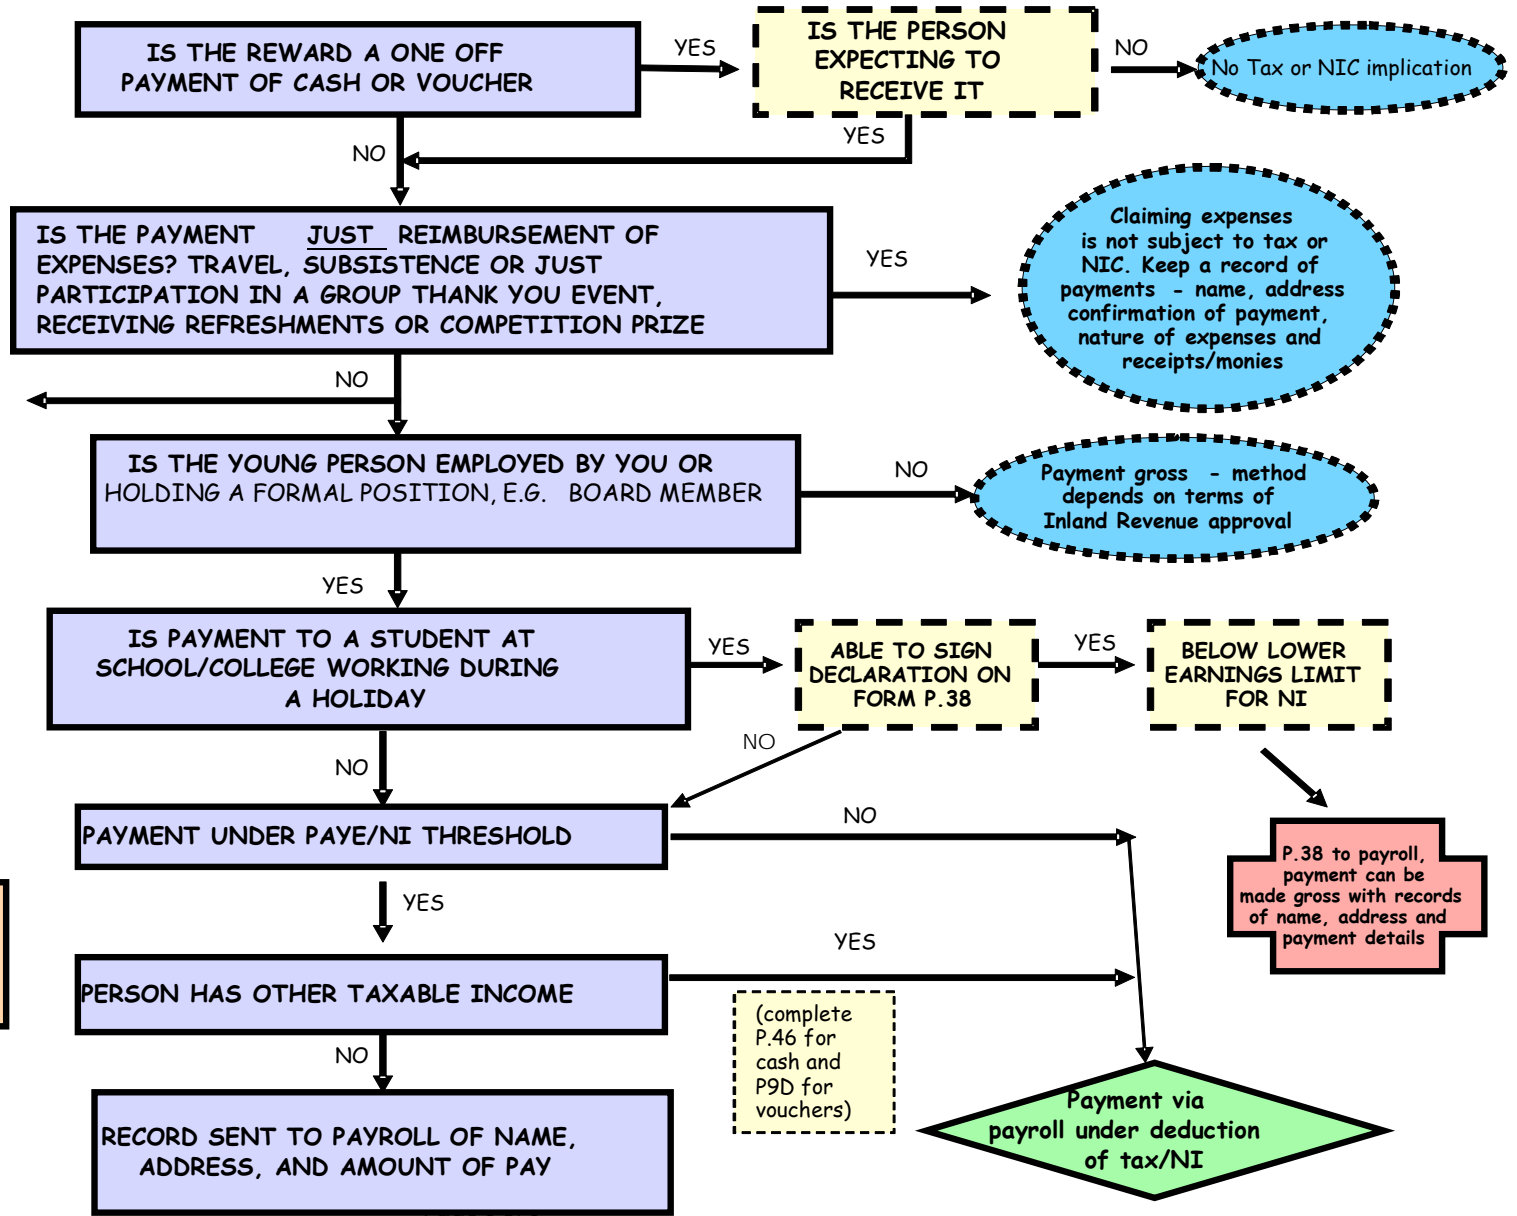 IS THE REWARD A ONE OFF
PAYMENT OF CASH OR VOUCHER
YES
IS THE PERSON
EXPECTING TO
RECEIVE IT
NO
No Tax or NIC implication
YES
NO
IS THE PAYMENT JUST REIMBURSEMENT OF
EXPENSES? TRAVEL, SUBSISTENCE OR JUST
PARTICIPATION IN A GROUP THANK YOU EVENT,
RECEIVING REFRESHMENTS OR COMPETITION PRIZE
YES
Claiming expenses
is not subject to tax or
NIC. Keep a record of
payments - name, address
confirmation of payment,
nature of expenses and
receipts/monies
NO
IS THE YOUNG PERSON EMPLOYED BY YOU OR
HOLDING A FORMAL POSITION, E.G. BOARD MEMBER
NO
Payment gross - method
depends on terms of
Inland Revenue approval
YES
IS PAYMENT TO A STUDENT AT
SCHOOL/COLLEGE WORKING DURING
A HOLIDAY
YES
ABLE TO SIGN
DECLARATION ON
FORM P.38
YES
BELOW LOWER
EARNINGS LIMIT
FOR NI
NO
NO
PAYMENT UNDER PAYE/NI THRESHOLD
NO
P.38 to payroll,
payment can be
made gross with records
of name, address and
payment details
YES
PERSON HAS OTHER TAXABLE INCOME
YES
(complete
P.46 for
cash and
P9D for
vouchers)
NO
RECORD SENT TO PAYROLL OF NAME,
ADDRESS, AND AMOUNT OF PAY
Payment via
payroll under deduction
of tax/NI